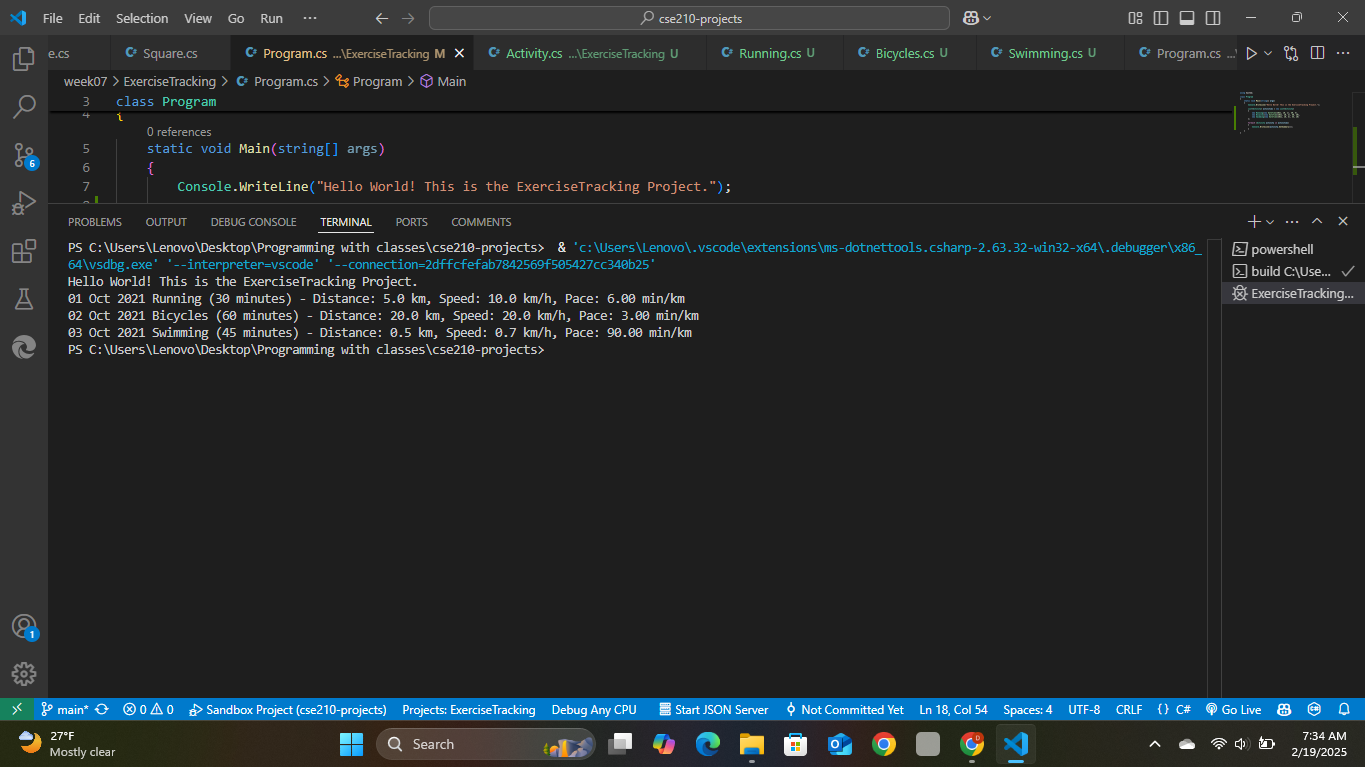 File Edit Selection View Go Run ··· cse210-projects
e.cs Square.cs Program.cs ...\ExerciseTracking M Activity.cs ...\ExerciseTracking U Running.cs U Bicycles.cs U Swimming.cs U Program.cs ...
week07 > ExerciseTracking > Program.cs > Program > Main
3 class Program
4 {
0 references
5 static void Main(string[] args)
6 {
7 Console.WriteLine("Hello World! This is the ExerciseTracking Project.");
PROBLEMS OUTPUT DEBUG CONSOLE TERMINAL PORTS COMMENTS
PS C:\Users\Lenovo\Desktop\Programming with classes\cse210-projects> & 'c:\Users\Lenovo\.vscode\extensions\ms-dotnettools.csharp-2.63.32-win32-x64\.debugger\x86_
64\vsdbg.exe' '--interpreter=vscode' '--connection=2dffcfefab7842569f505427cc340b25'
Hello World! This is the ExerciseTracking Project.
01 Oct 2021 Running (30 minutes) - Distance: 5.0 km, Speed: 10.0 km/h, Pace: 6.00 min/km
02 Oct 2021 Bicycles (60 minutes) - Distance: 20.0 km, Speed: 20.0 km/h, Pace: 3.00 min/km
03 Oct 2021 Swimming (45 minutes) - Distance: 0.5 km, Speed: 0.7 km/h, Pace: 90.00 min/km
PS C:\Users\Lenovo\Desktop\Programming with classes\cse210-projects>
powershell
build C:\Use...
ExerciseTracking...
6
1
main* 0 0 Sandbox Project (cse210-projects) Projects: ExerciseTracking Debug Any CPU Start JSON Server Not Committed Yet Ln 18, Col 54 Spaces: 4 UTF-8 CRLF {} C# Go Live
27°F
Mostly clear
Search
7:34 AM
2/19/2025